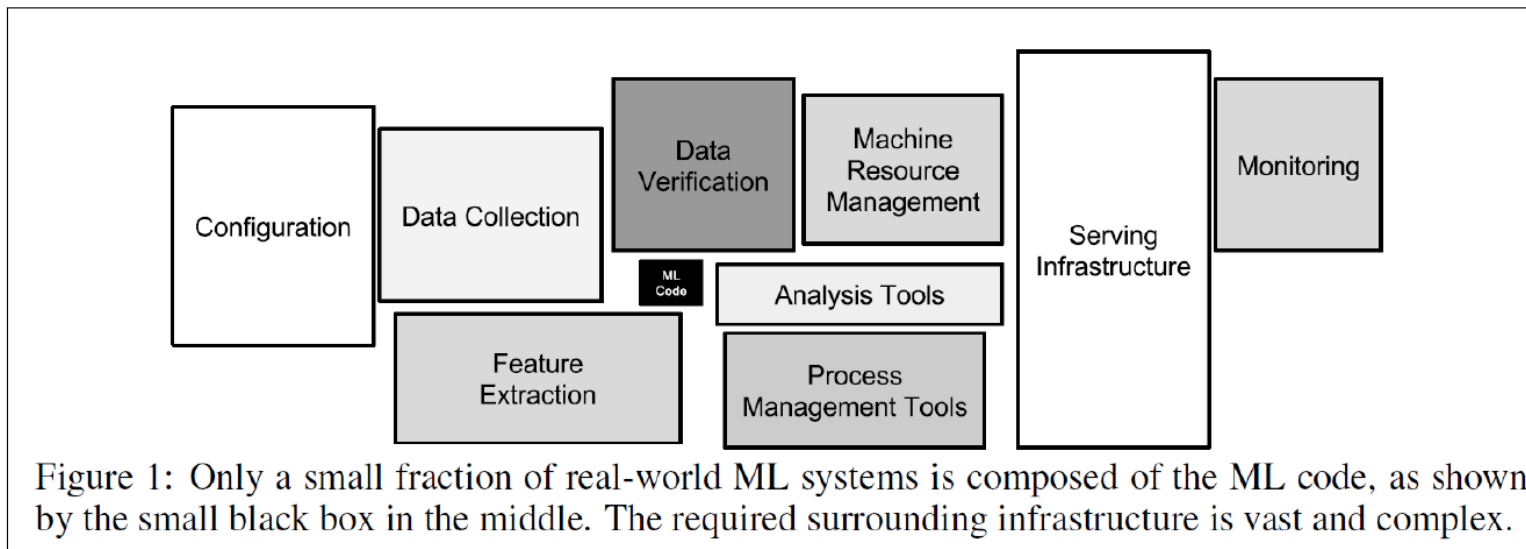 Configuration
Data Collection
Data
Verification
Machine
Resource
Management
Serving
Infrastructure
Monitoring
ML
Code
Analysis Tools
Feature
Extraction
Process
Management Tools
Figure 1: Only a small fraction of real-world ML systems is composed of the ML code, as shown
by the small black box in the middle. The required surrounding infrastructure is vast and complex.